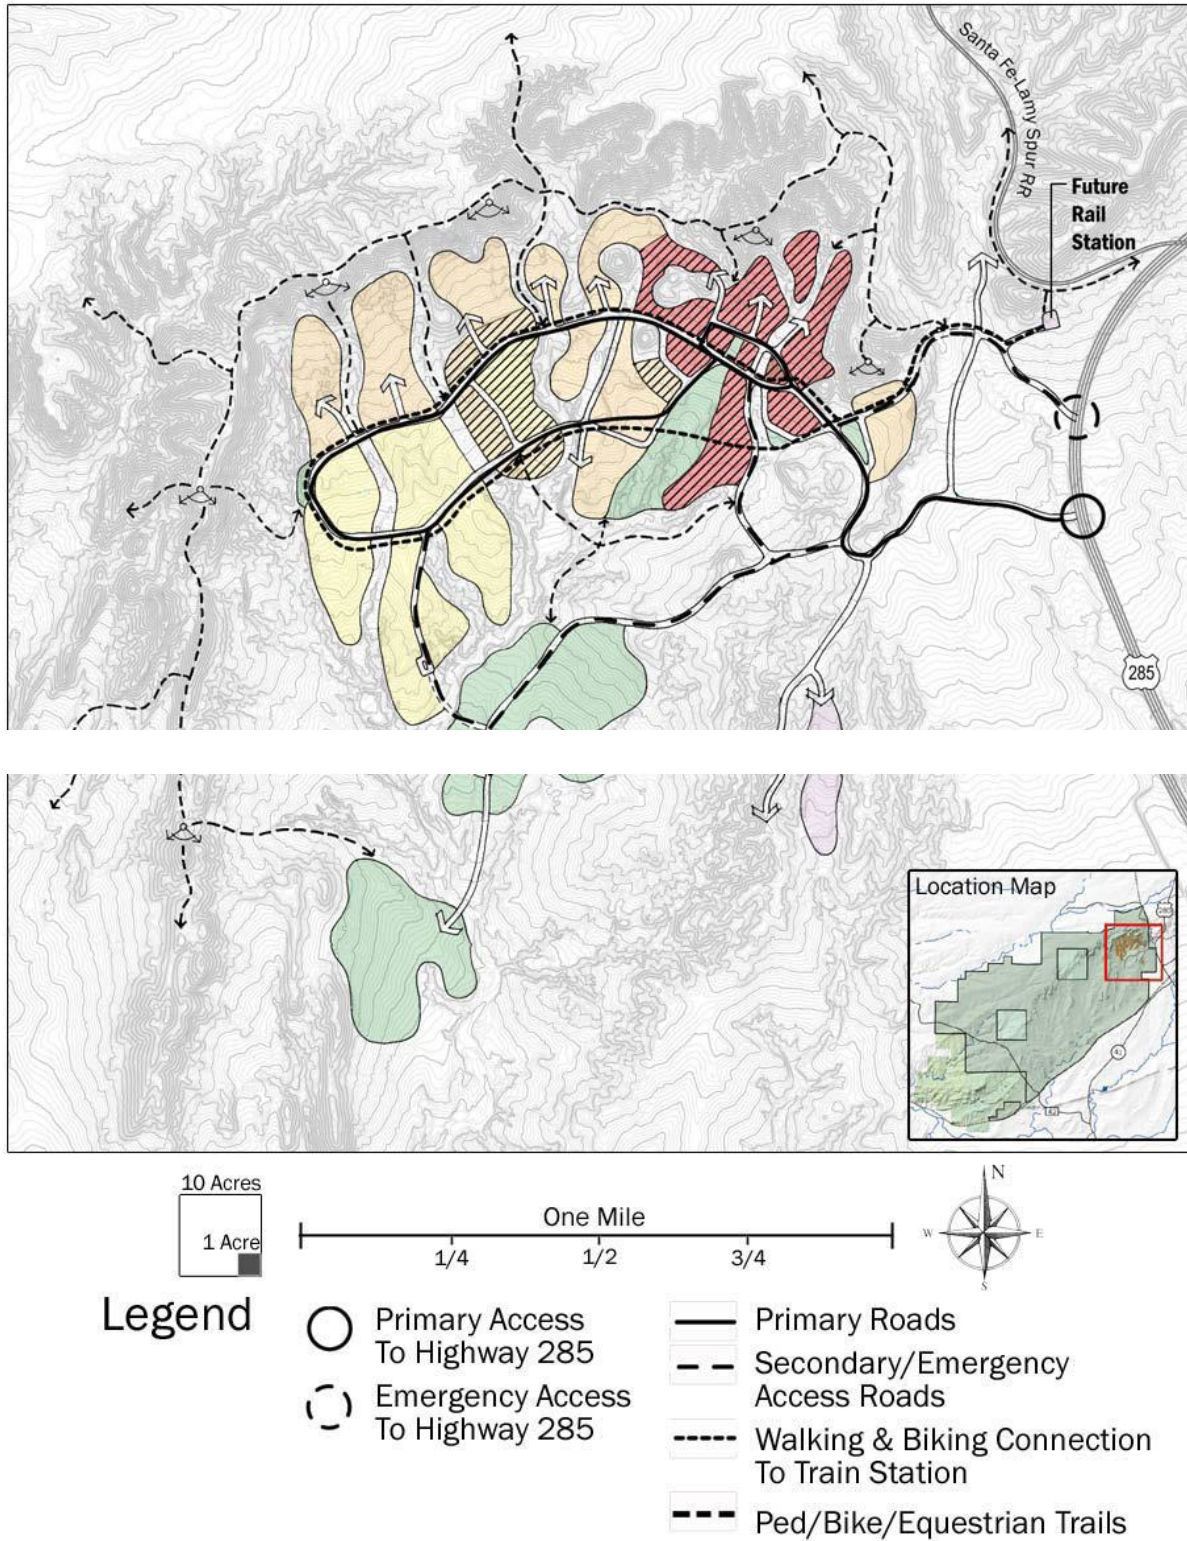 Santa Fe-Lamy Spur RR
Future
Rail
Station
285
Location Map
10 Acres
1 Acre
One Mile
1/4
1/2
3/4
N
W
E
S
Legend
Primary Access
To Highway 285
Emergency Access
To Highway 285
Primary Roads
Secondary/Emergency
Access Roads
Walking & Biking Connection
To Train Station
Ped/Bike/Equestrian Trails